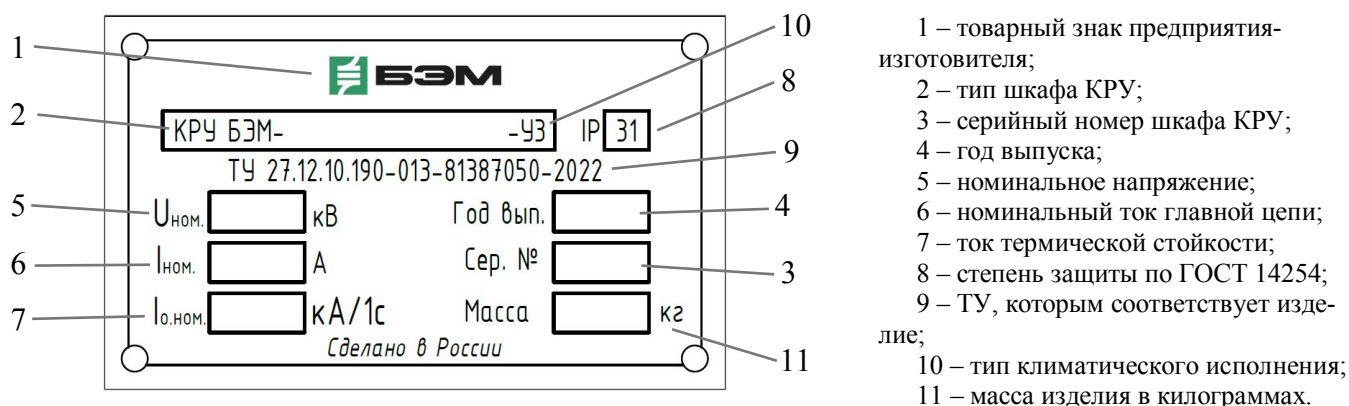 1
2
5
6
7
БЭМ
КРУ БЭМ- -У3 IP 31
ТУ 27.12.10.190-013-81387050-2022
Uном. кВ Год вып.
Iном. А Сер. №
Iо.ном. кА/1с Масса кг
Сделано в России
10
8
9
4
3
11
1 – товарный знак предприятия-
изготовителя;
2 – тип шкафа КРУ;
3 – серийный номер шкафа КРУ;
4 – год выпуска;
5 – номинальное напряжение;
6 – номинальный ток главной цепи;
7 – ток термической стойкости;
8 – степень защиты по ГОСТ 14254;
9 – ТУ, которым соответствует изде-
лие;
10 – тип климатического исполнения;
11 – масса изделия в килограммах.